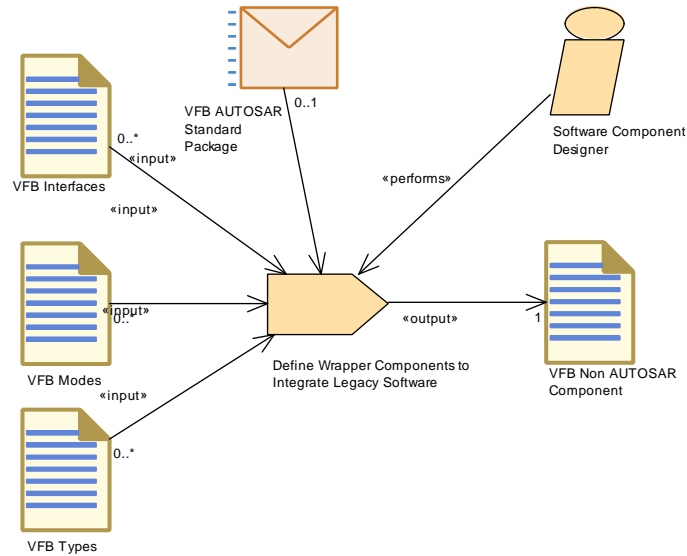 0..1
VFB AUTOSAR
Standard
Package
Software Component
Designer
0..*
«input»
VFB Interfaces
«performs»
«input»
«input»
0..*
«output»
1
Define Wrapper Components to
Integrate Legacy Software
VFB Modes
VFB Non AUTOSAR
Component
«input»
0..*
VFB Types